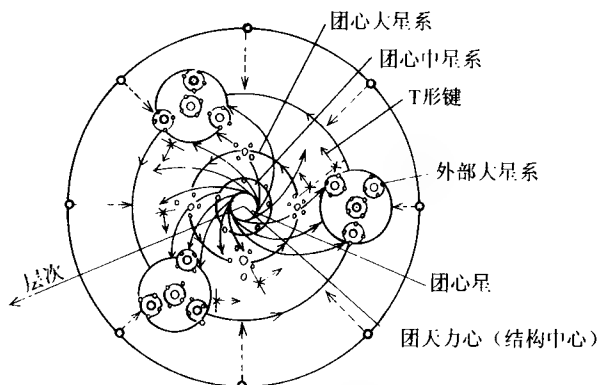 团心大星系
团心中星系
T形键
外部大星系
团心星
层次
团天力心（结构中心）